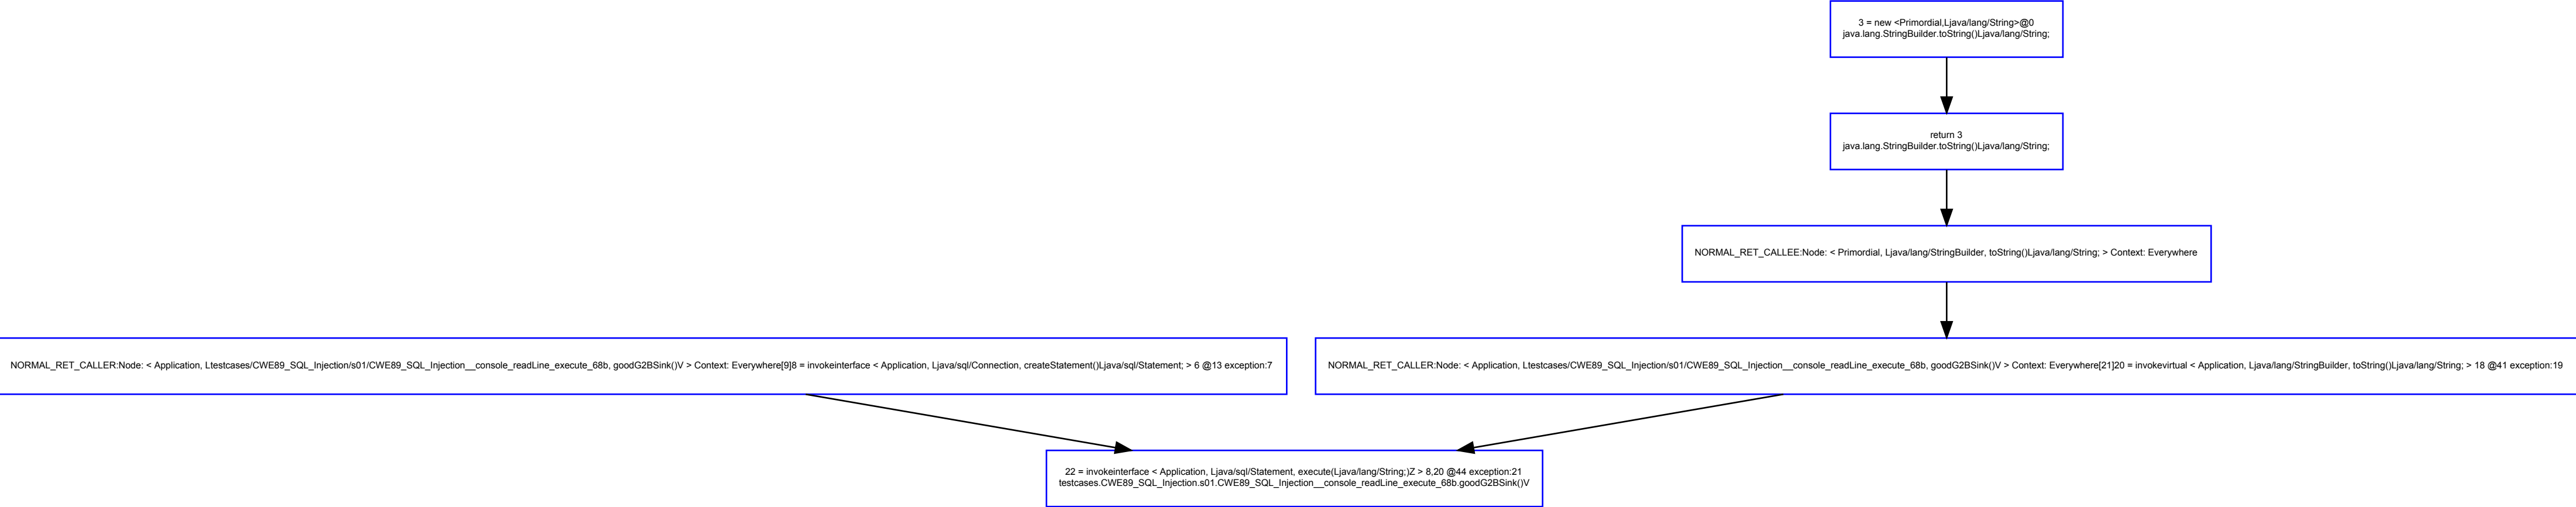 3 = new <Primordial,Ljava/lang/String>@0
java.lang.StringBuilder.toString()Ljava/lang/String;
return 3
java.lang.StringBuilder.toString()Ljava/lang/String;
NORMAL_RET_CALLEE:Node: < Primordial, Ljava/lang/StringBuilder, toString()Ljava/lang/String; > Context: Everywhere
NORMAL_RET_CALLER:Node: < Application, Ltestcases/CWE89_SQL_Injection/s01/CWE89_SQL_Injection__console_readLine_execute_68b, goodG2BSink()V > Context: Everywhere[9]8 = invokeinterface < Application, Ljava/sql/Connection, createStatement()Ljava/sql/Statement; > 6 @13 exception:7
NORMAL_RET_CALLER:Node: < Application, Ltestcases/CWE89_SQL_Injection/s01/CWE89_SQL_Injection__console_readLine_execute_68b, goodG2BSink()V > Context: Everywhere[21]20 = invokevirtual < Application, Ljava/lang/StringBuilder, toString()Ljava/lang/String; > 18 @41 exception:19
22 = invokeinterface < Application, Ljava/sql/Statement, execute(Ljava/lang/String;)Z > 8,20 @44 exception:21
testcases.CWE89_SQL_Injection.s01.CWE89_SQL_Injection__console_readLine_execute_68b.goodG2BSink()V